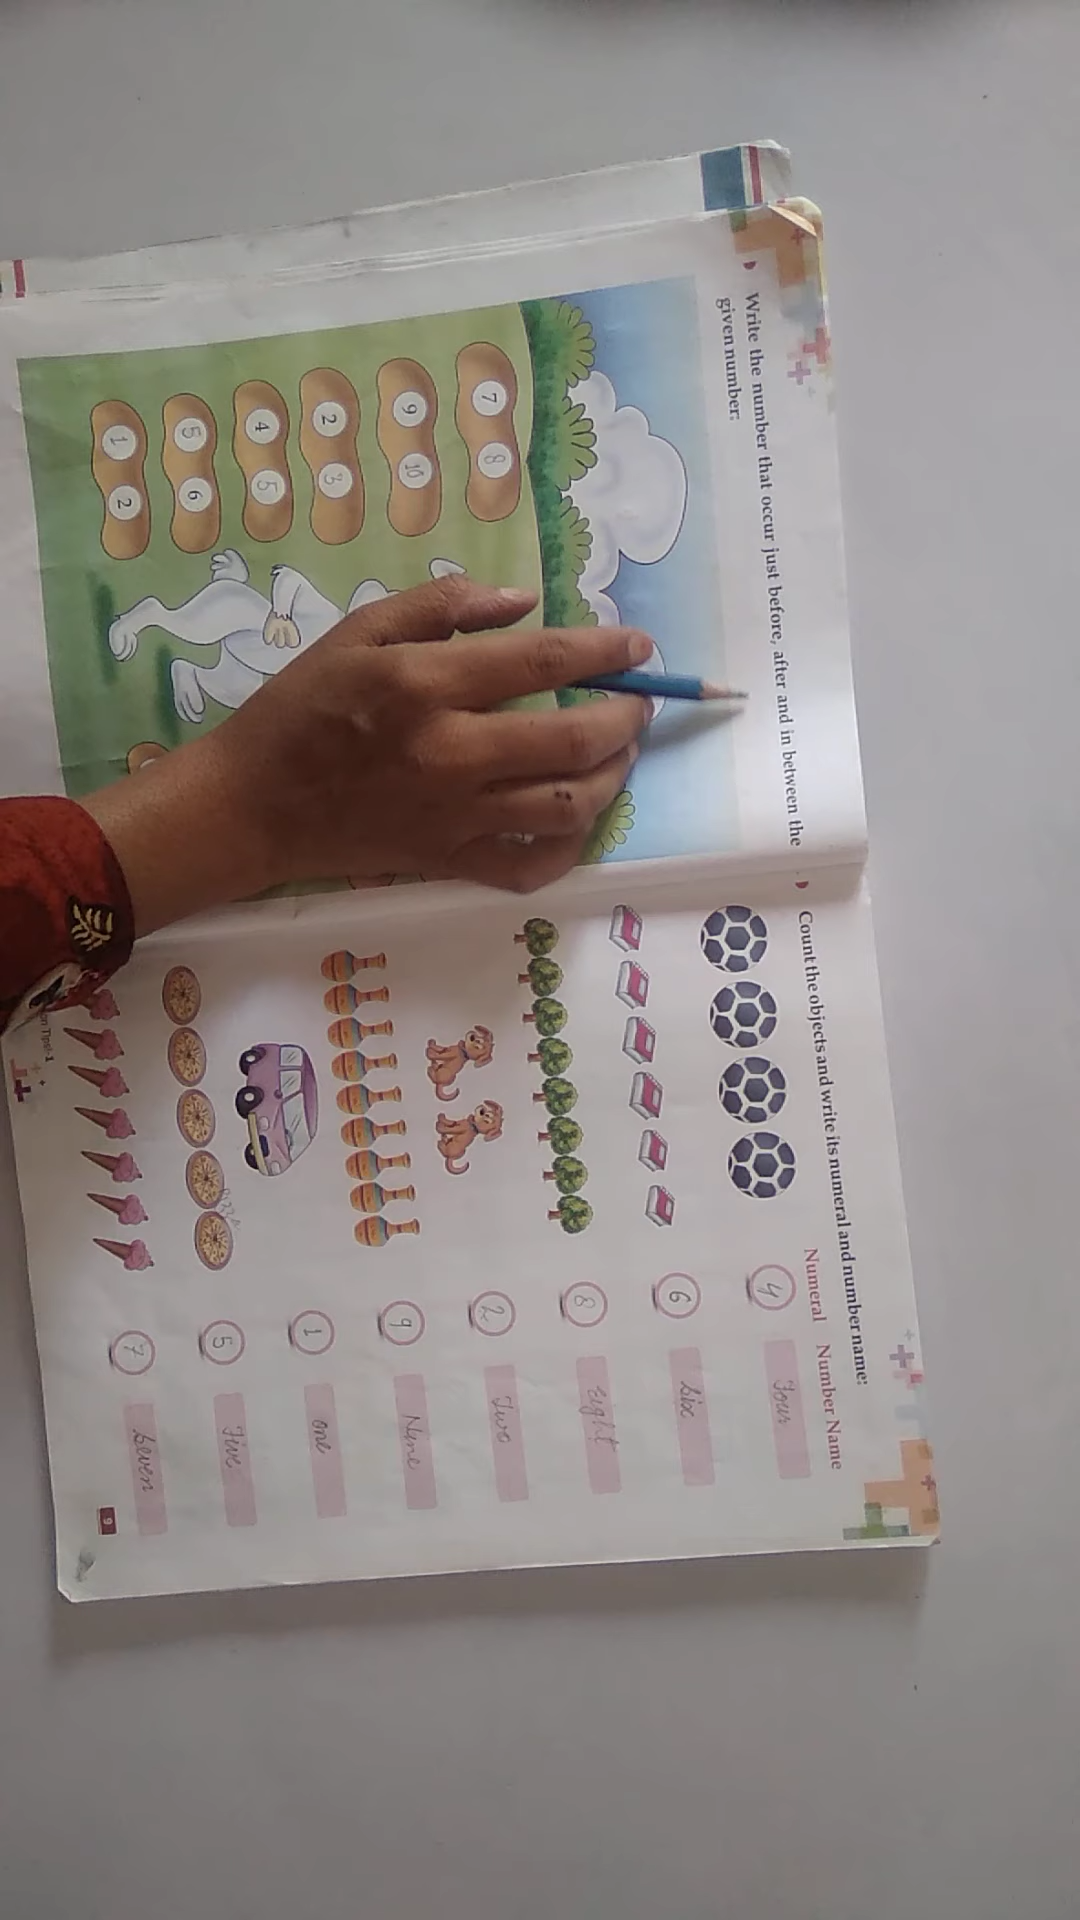 Write the number that occur just before, after and in between the
given number:
7 8
9 10
2 3
4 5
5 6
1 2
Count the objects and write its numeral and number name:
Numeral Number Name
4 Four
6 Six
8 Eight
2 Two
9 Nine
1 One
5 Five
7 Seven
9